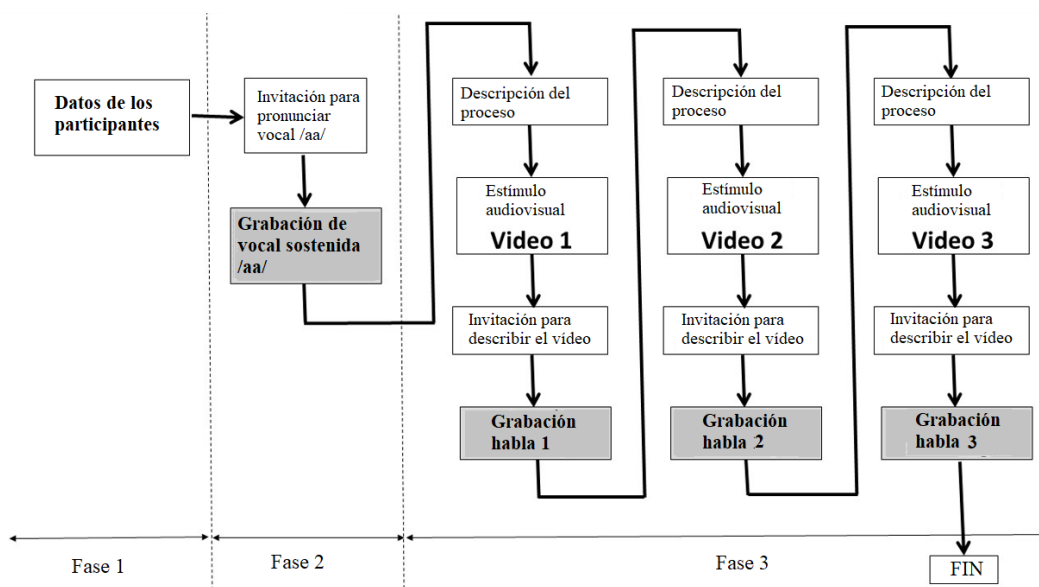 Datos de los
participantes
Invitación para
pronunciar
vocal /aa/
Grabación de
vocal sostenida
/aa/
Descripción del
proceso
Estímulo
audiovisual
Video 1
Invitación para
describir el vídeo
Grabación
habla 1
Descripción del
proceso
Estímulo
audiovisual
Video 2
Invitación para
describir el vídeo
Grabación
habla 2
Descripción del
proceso
Estímulo
audiovisual
Video 3
Invitación para
describir el vídeo
Grabación
habla 3
FIN
Fase 1
Fase 2
Fase 3